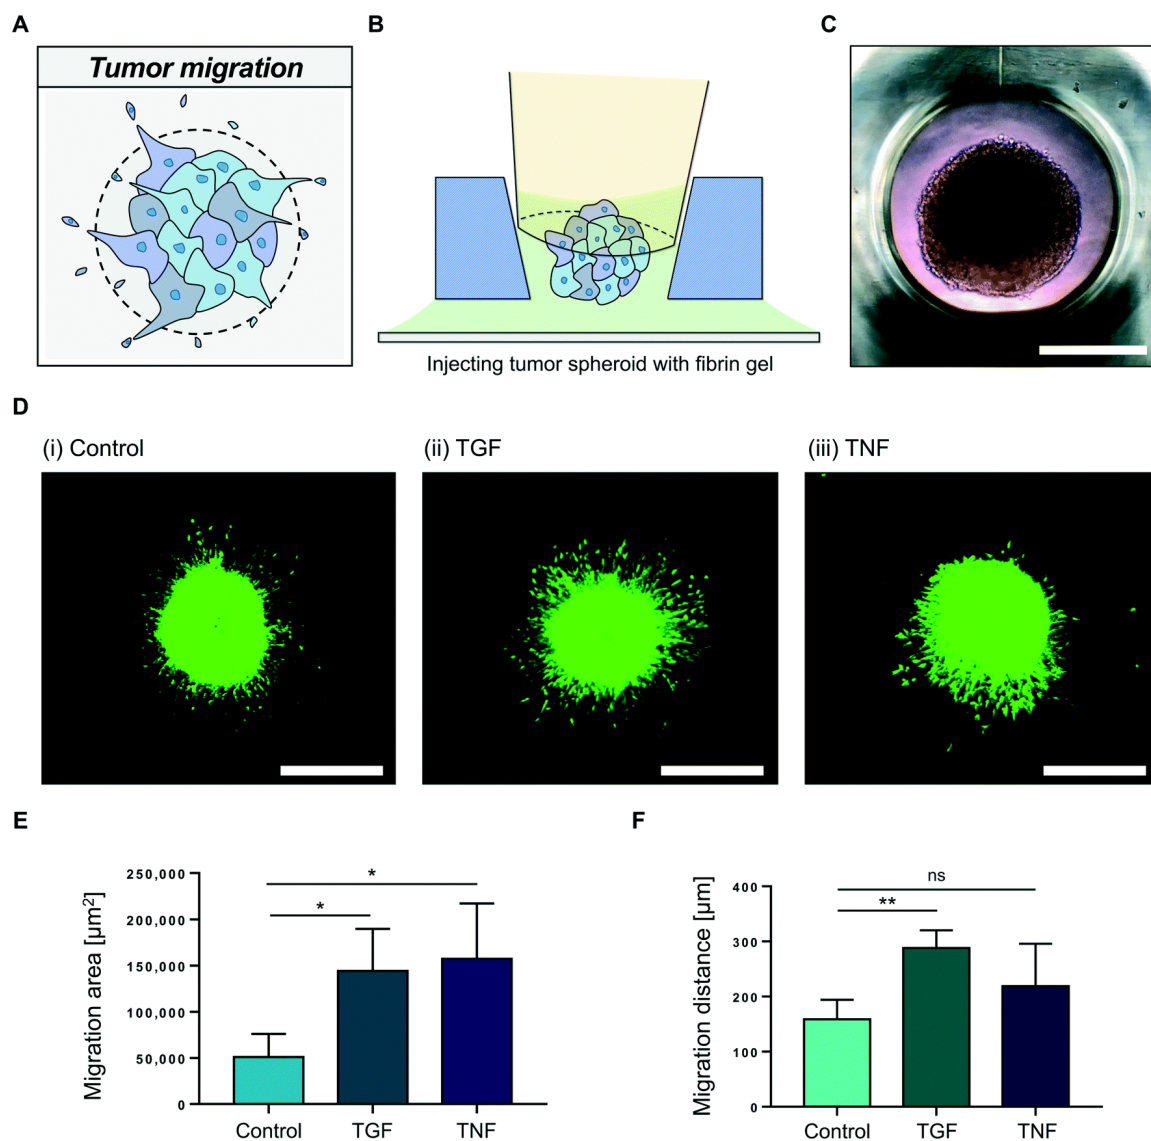 A
B
C
Tumor migration
Injecting tumor spheroid with fibrin gel
D
(i) Control
(ii) TGF
(iii) TNF
E
F
Migration area [µm²]
250,000
200,000
150,000
100,000
50,000
0
*
*
Control
TGF
TNF
Migration distance [µm]
400
300
200
100
0
ns
**
Control
TGF
TNF